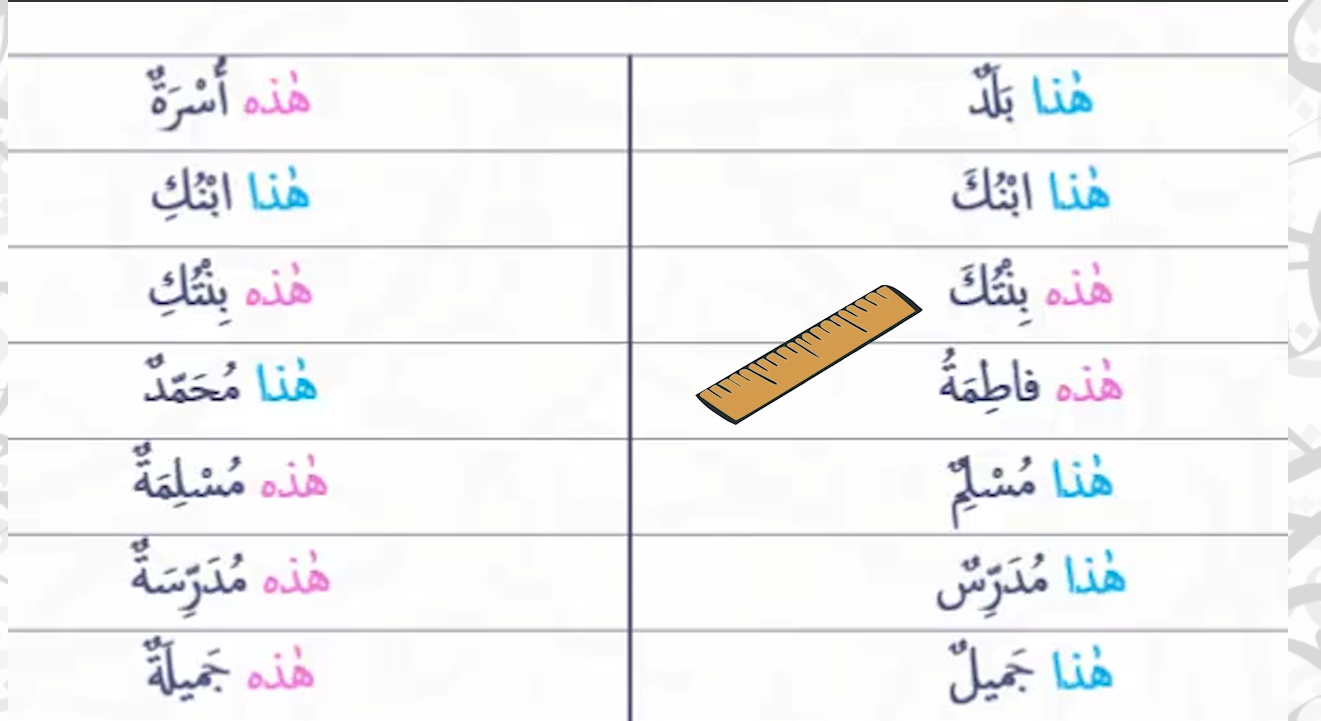 هٰذا بَلَدٌ
هٰذه أُسْرَةٌ
هٰذا ابْنُكَ
هٰذا ابْنُكِ
هٰذه بِنْتُكَ
هٰذه بِنْتُكِ
هٰذه فاطِمَةُ
هٰذا مُحَمَّدٌ
هٰذا مُسْلِمٌ
هٰذه مُسْلِمَةٌ
هٰذا مُدَرِّسٌ
هٰذه مُدَرِّسَةٌ
هٰذا جَميلٌ
هٰذه جَميلَةٌ